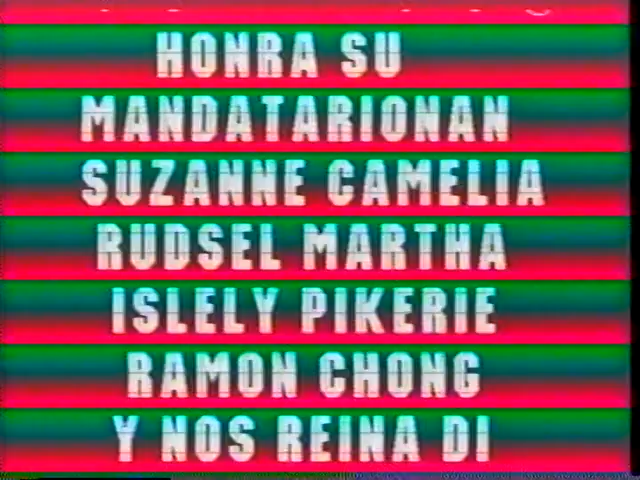 HONRA SU
MANDATARIONAN
SUZANNE CAMELIA
RUDSEL MARTHA
ISLELY PIKERIE
RAMON CHONG
Y NOS REINA DI